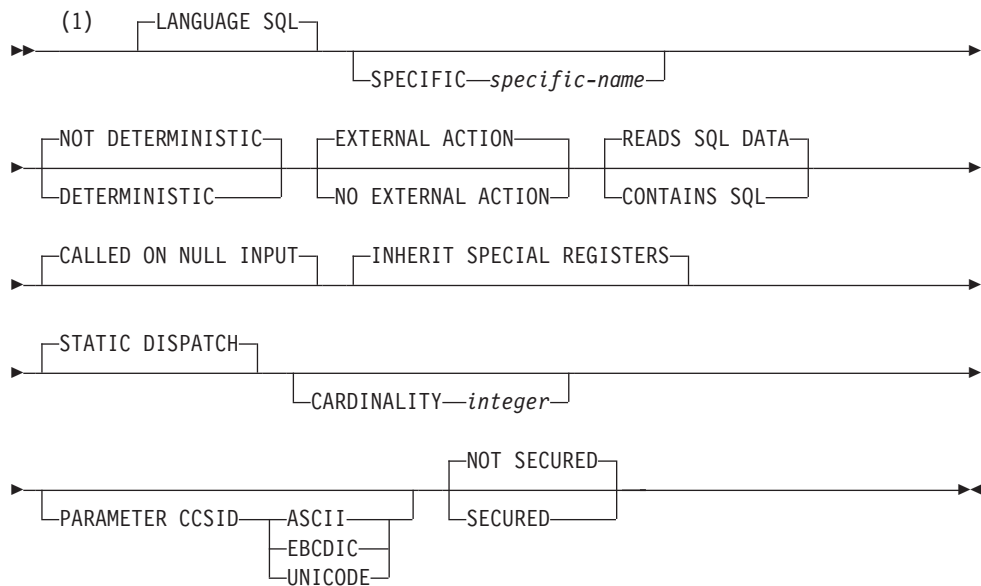 (1) LANGUAGE SQL
SPECIFIC specific-name
NOT DETERMINISTIC EXTERNAL ACTION READS SQL DATA
DETERMINISTIC NO EXTERNAL ACTION CONTAINS SQL
CALLED ON NULL INPUT INHERIT SPECIAL REGISTERS
STATIC DISPATCH
CARDINALITY integer
NOT SECURED
PARAMETER CCSID ASCII SECURED
EBCDIC
UNICODE